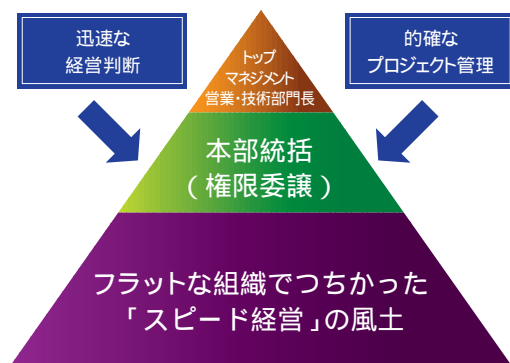 迅速な
経営判断
的確な
プロジェクト管理
トップ
マネジメント
営業・技術部門長
本部統括
(権限委譲)
フラットな組織でつちかった
「スピード経営」の風土